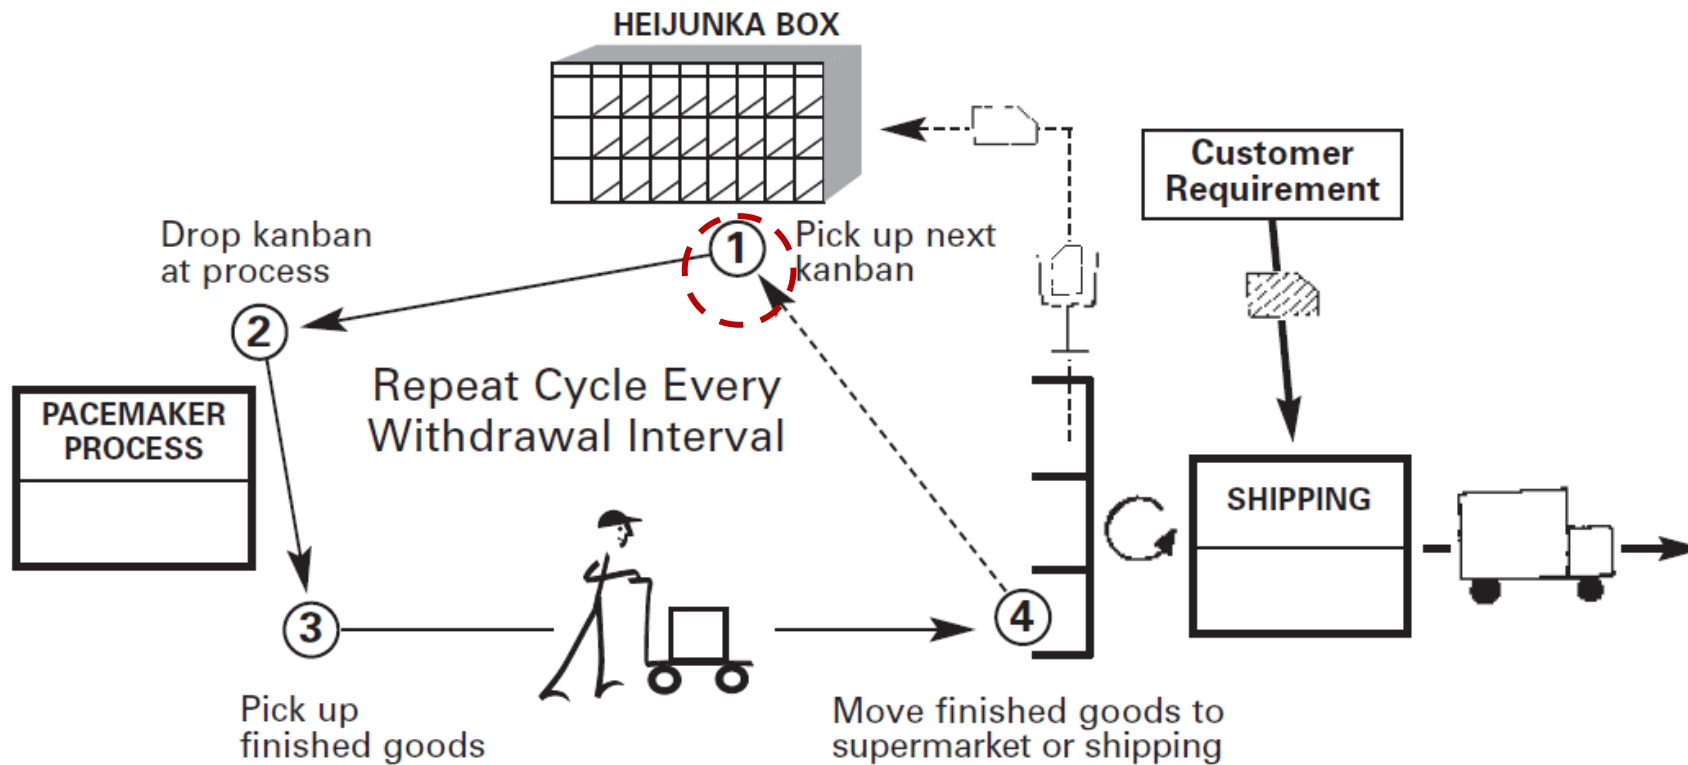 HEIJUNKA BOX
Customer
Requirement
Drop kanban
at process
1
Pick up next
kanban
2
Repeat Cycle Every
Withdrawal Interval
PACEMAKER
PROCESS
SHIPPING
3
4
Pick up
finished goods
Move finished goods to
supermarket or shipping